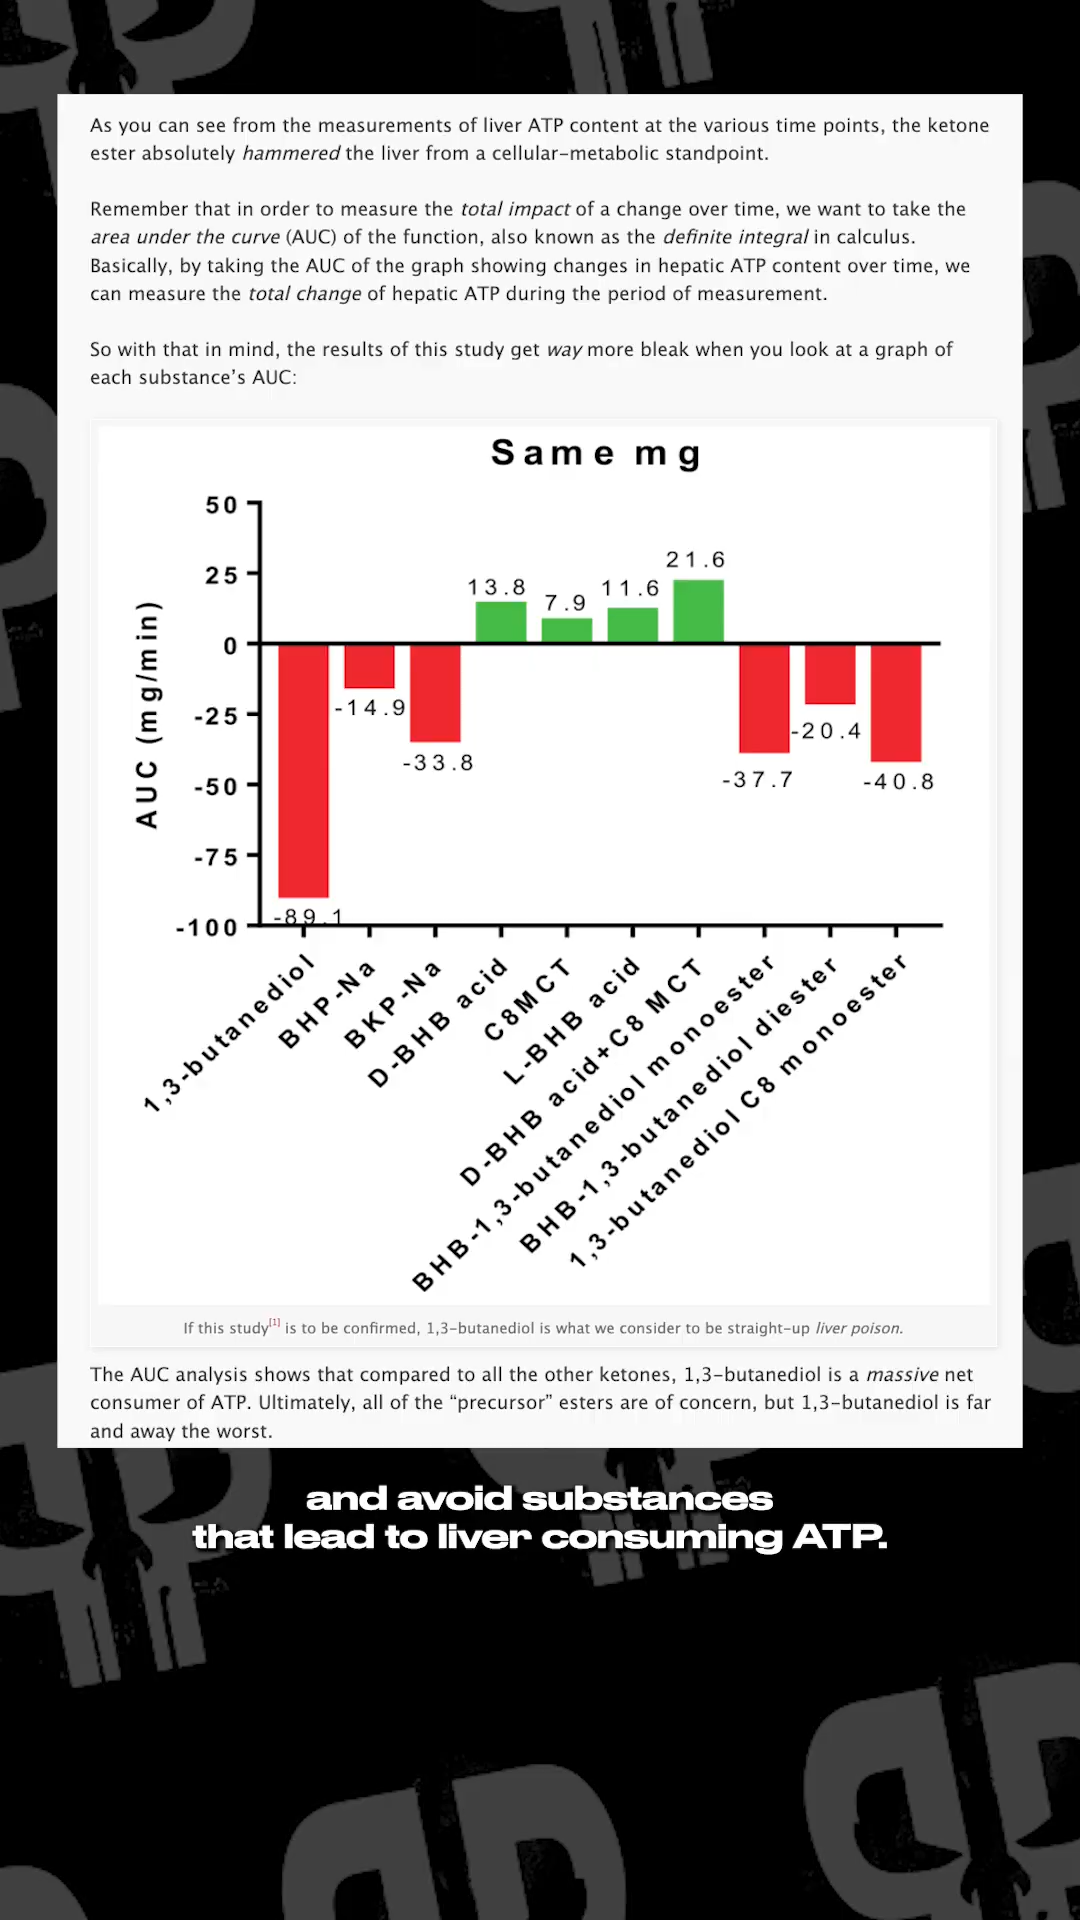 As you can see from the measurements of liver ATP content at the various time points, the ketone
ester absolutely hammered the liver from a cellular-metabolic standpoint.
Remember that in order to measure the total impact of a change over time, we want to take the
area under the curve (AUC) of the function, also known as the definite integral in calculus.
Basically, by taking the AUC of the graph showing changes in hepatic ATP content over time, we
can measure the total change of hepatic ATP during the period of measurement.
So with that in mind, the results of this study get way more bleak when you look at a graph of
each substance's AUC:
Same mg
AUC (mg/min)
50
25
0
-25
-50
-75
-100
-89.1
-14.9
-33.8
13.8
7.9
11.6
21.6
-37.7
-20.4
-40.8
1,3-butanediol
BHP-Na
BKP-Na
D-BHB acid
C8MCT
L-BHB acid
D-BHB acid+C8 MCT
BHB-1,3-butanediol monoester
BHB-1,3-butanediol diester
1,3-butanediol C8 monoester
If this study[1] is to be confirmed, 1,3-butanediol is what we consider to be straight-up liver poison.
The AUC analysis shows that compared to all the other ketones, 1,3-butanediol is a massive net
consumer of ATP. Ultimately, all of the “precursor” esters are of concern, but 1,3-butanediol is far
and away the worst.
and avoid substances
that lead to liver consuming ATP.